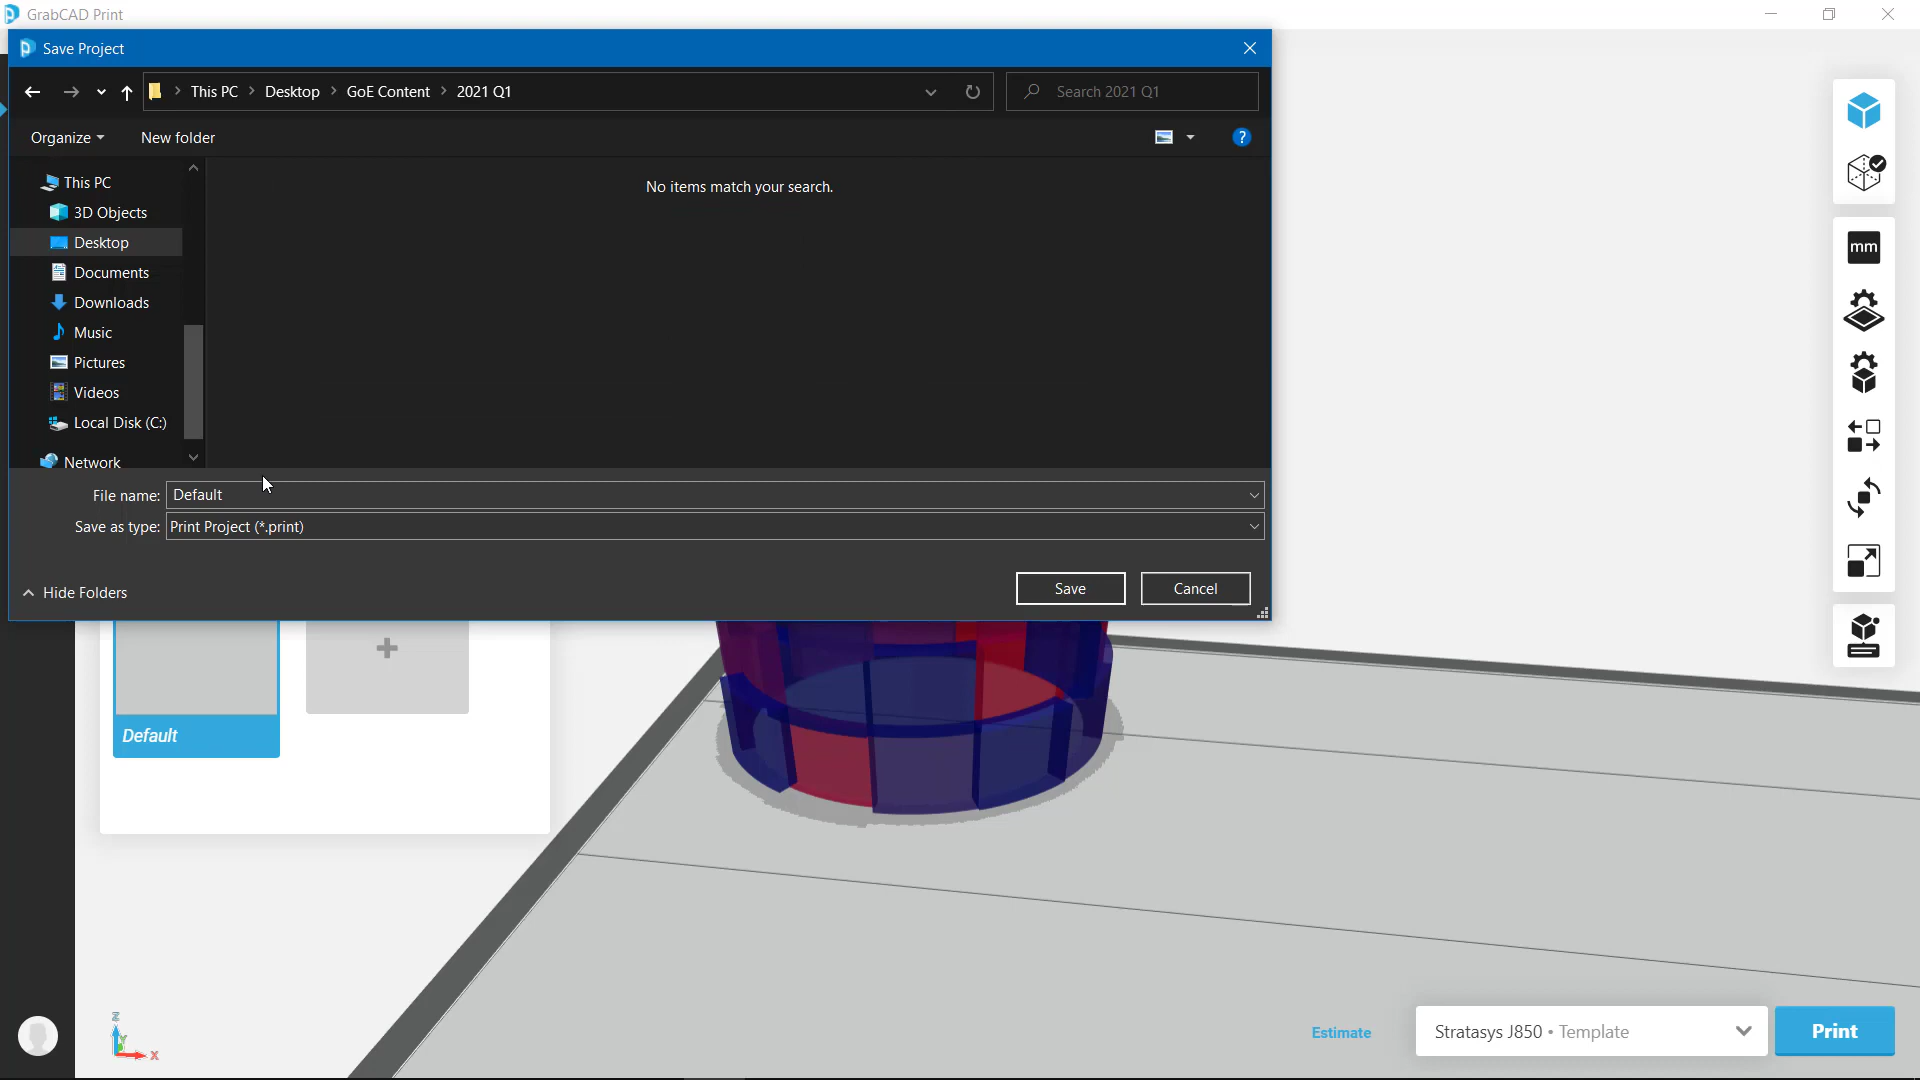 GrabCAD Print
Save Project
This PC > Desktop > GoE Content > 2021 Q1
Search 2021 Q1
Organize
New folder
?
This PC
3D Objects
Desktop
Documents
Downloads
Music
Pictures
Videos
Local Disk (C:)
Network
No items match your search.
File name: Default
Save as type: Print Project (*.print)
Hide Folders
Save
Cancel
mm
Default
Z
Y
X
Estimate
Stratasys J850 • Template
Print